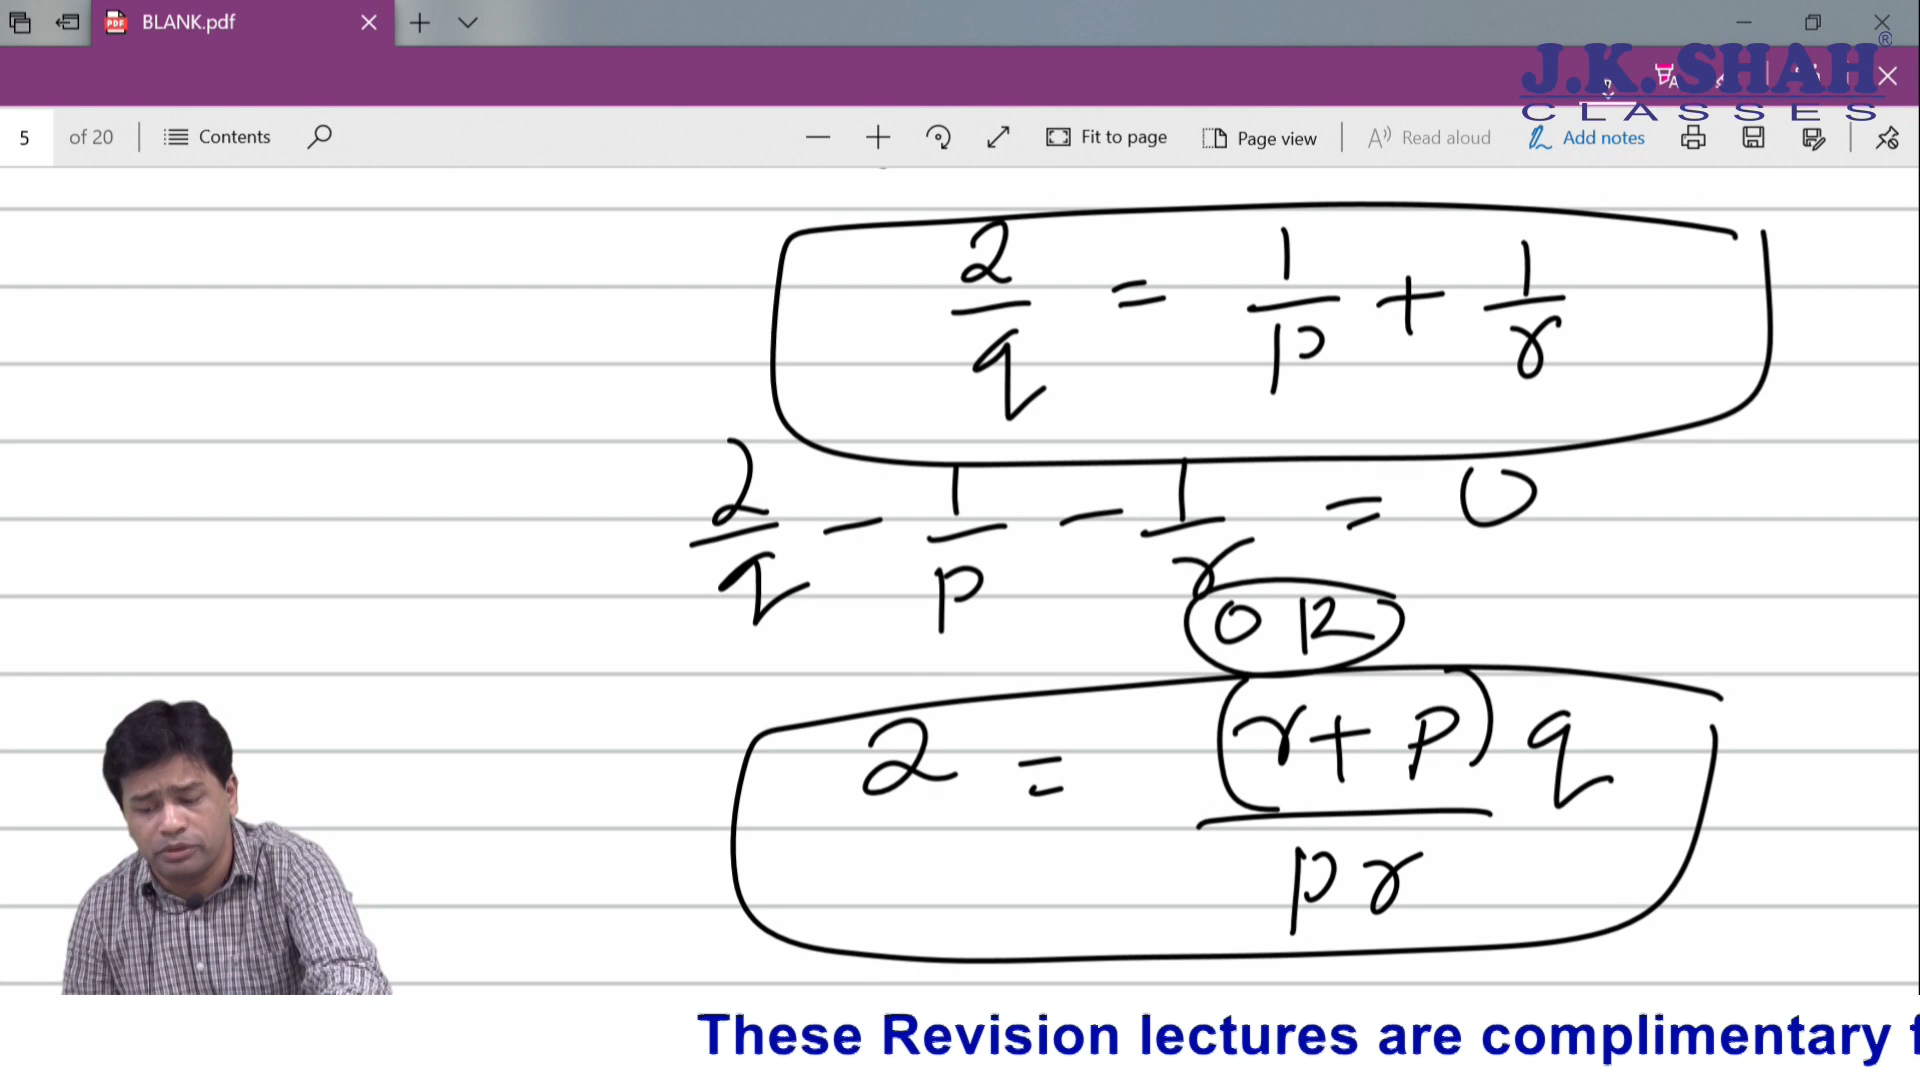 BLANK.pdf
J.K.SHAH®
CLASSES
5 of 20 Contents Fit to page Page view Read aloud Add notes
2/q = 1/p + 1/r
2/q - 1/p - 1/r = 0
OR
2 = (r+p) q / pr
These Revision lectures are complimentary f